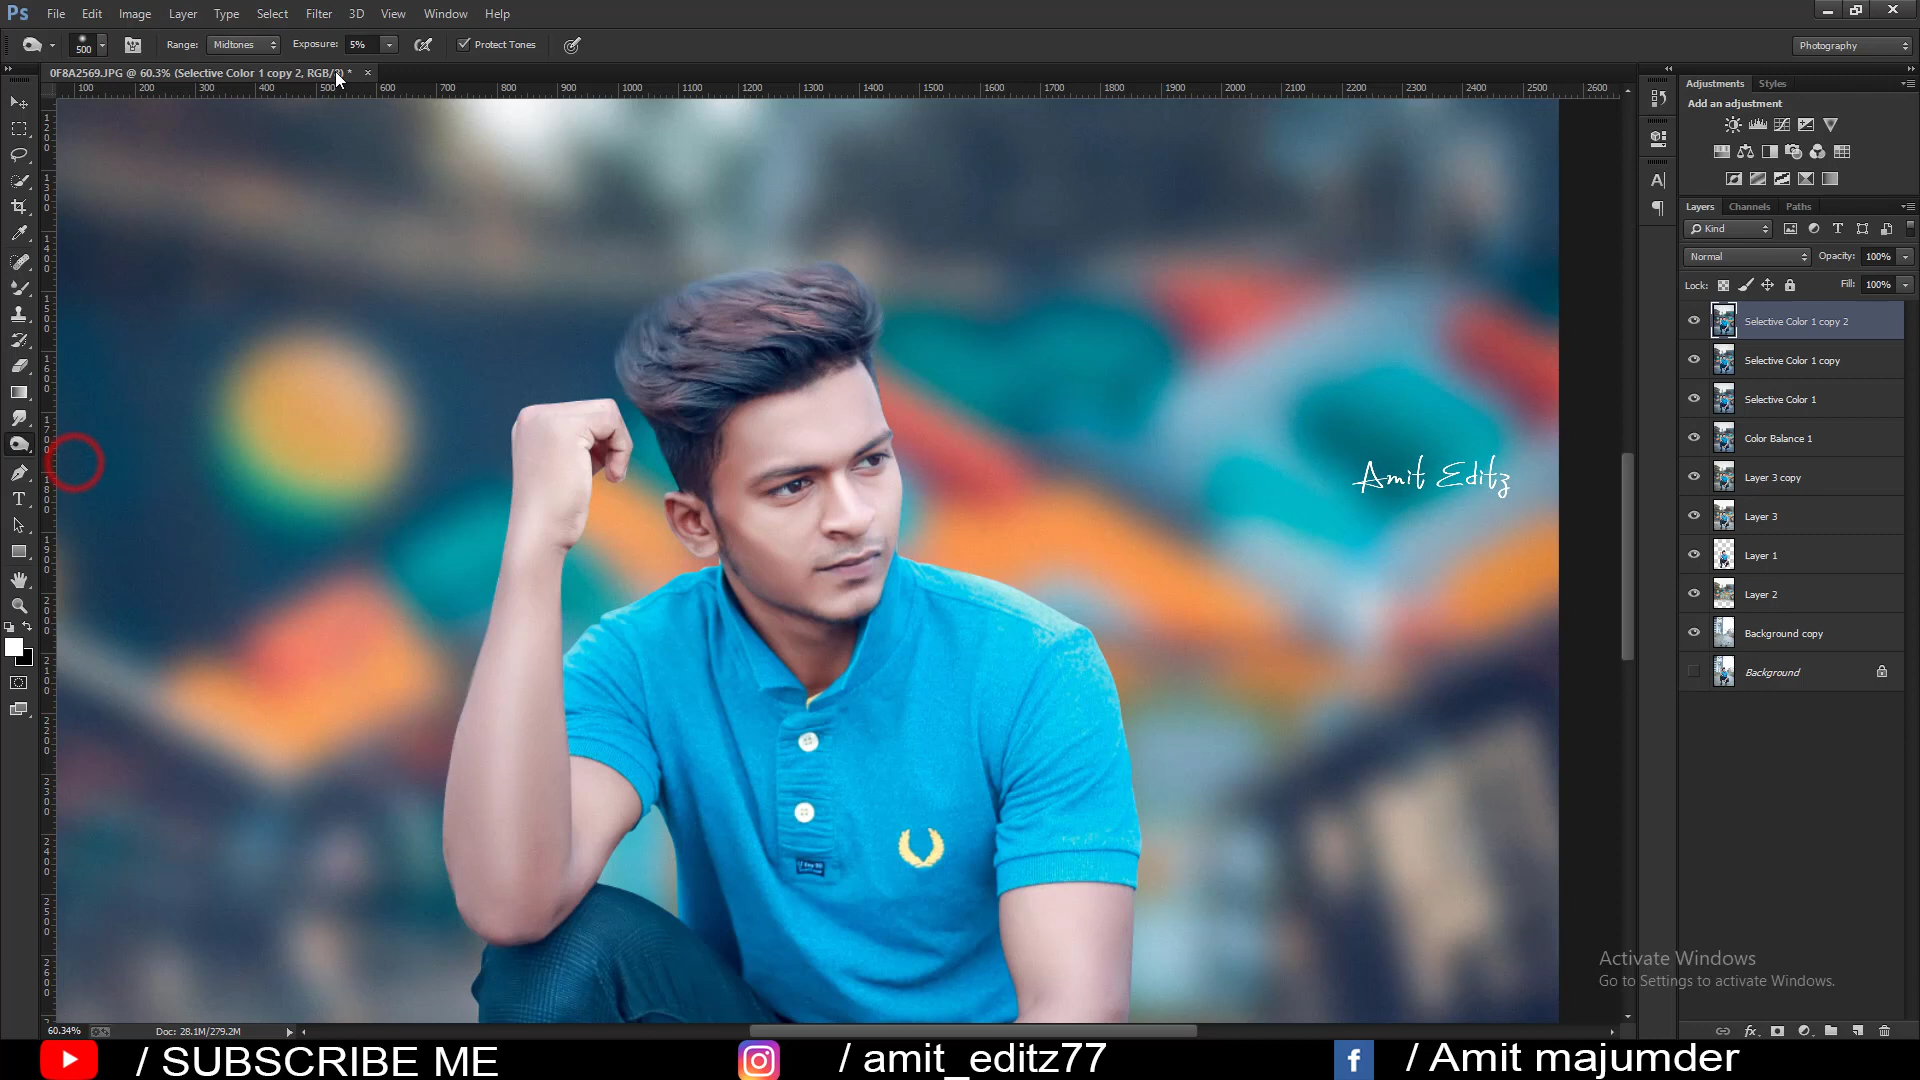 Ps File Edit Image Layer Type Select Filter 3D View Window Help
500 Range: Midtones Exposure: 5% Protect Tones Photography
0F8A2569.JPG @ 60.3% (Selective Color 1 copy 2, RGB/ *
100 200 300 400 500 600 700 800 900 1000 1100 1200 1300 1400 1500 1600 1700 1800 1900 2000 2100 2200 2300 2400 2500 2600
Adjustments Styles
Add an adjustment
Layers Channels Paths
Kind
Normal Opacity: 100%
Lock: Fill: 100%
Selective Color 1 copy 2
Selective Color 1 copy
Selective Color 1
Color Balance 1
Layer 3 copy
Layer 3
Layer 1
Layer 2
Background copy
Background
Amit Editz
Activate Windows
Go to Settings to activate Windows.
60.34% Doc: 28.1M/279.2M
/ SUBSCRIBE ME / amit_editz77 / Amit majumder